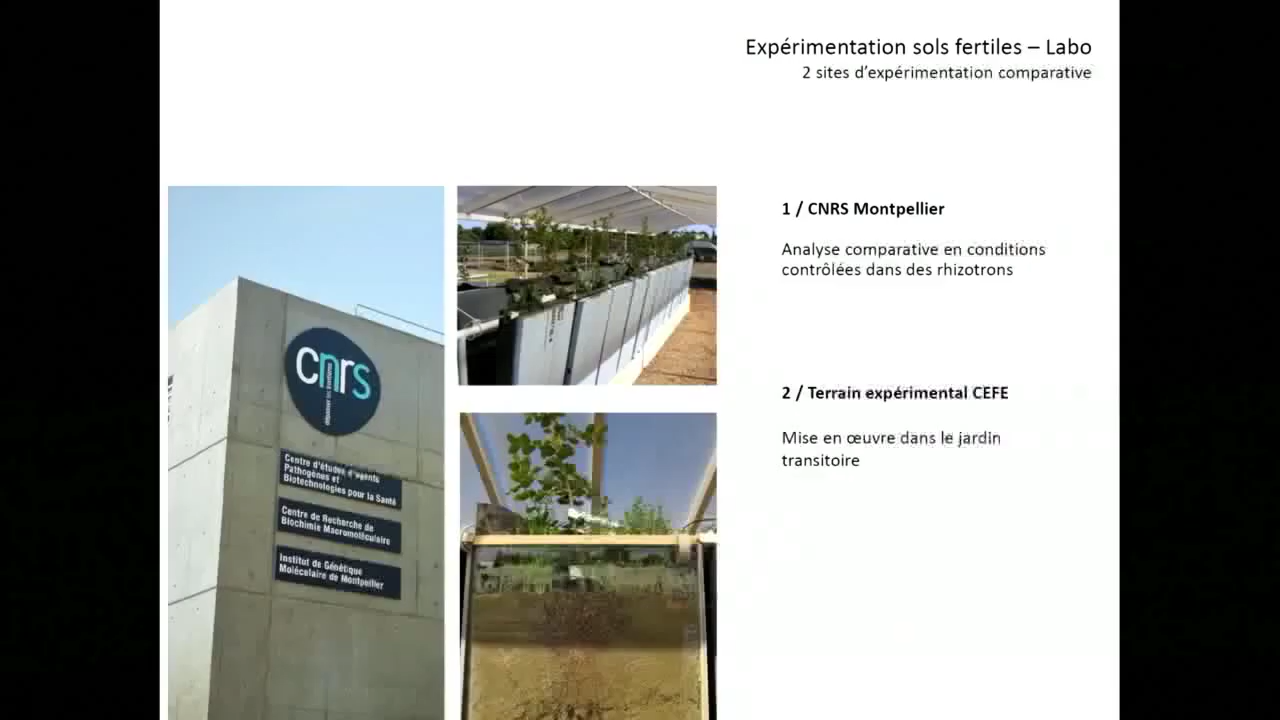 Expérimentation sols fertiles – Labo
2 sites d’expérimentation comparative
1 / CNRS Montpellier
Analyse comparative en conditions
contrôlées dans des rhizotrons
2 / Terrain expérimental CEFE
Mise en œuvre dans le jardin
transitoire
cnrs
Centre d'études d'agents
Pathogènes et
Biotechnologies pour la Santé
Centre de Recherche de
Biochimie Macromoléculaire
Institut de Génétique
Molécelaire de Montpellier